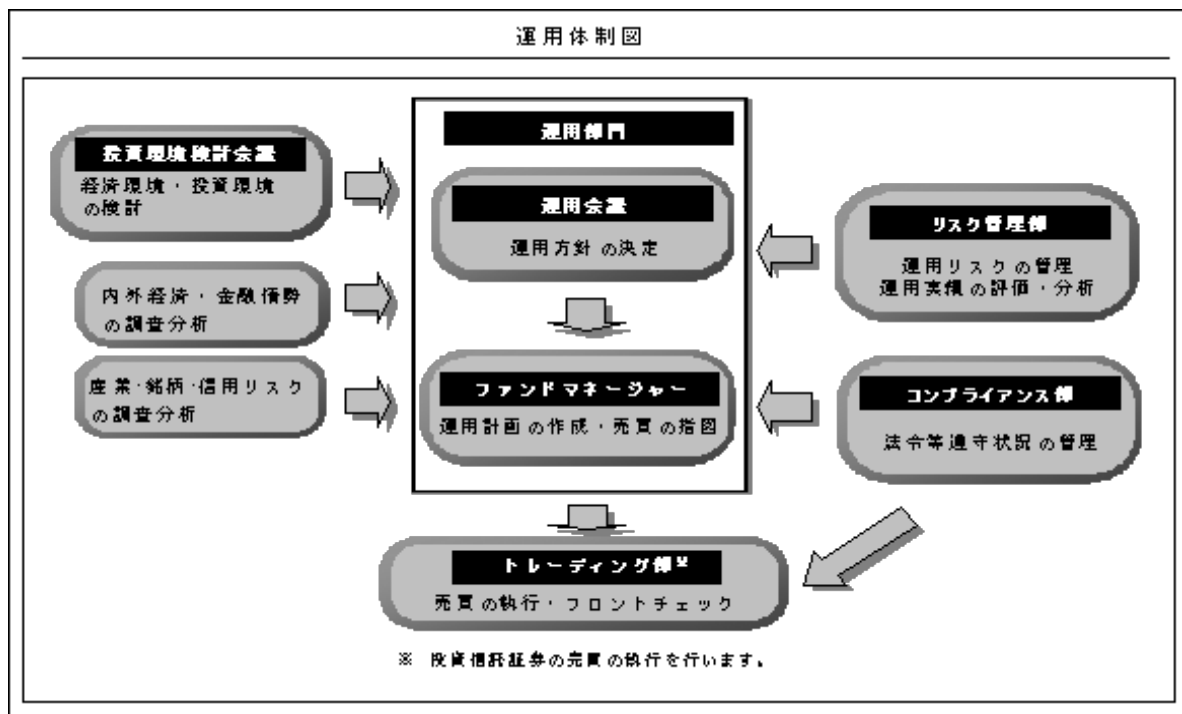 運用体制図
投資環境検討会議
経済環境・投資環境
の検討
内外経済・金融情勢
の調査分析
産業・銘柄・信用リスク
の調査分析
運用部門
運用会議
運用方針の決定
ファンドマネージャー
運用計画の作成・売買の指図
リスク管理部
運用リスクの管理
運用実績の評価・分析
コンプライアンス部
法令等遵守状況の管理
トレーディング部※
売買の執行・フロントチェック
※ 投資信託証券の売買の執行を行います。